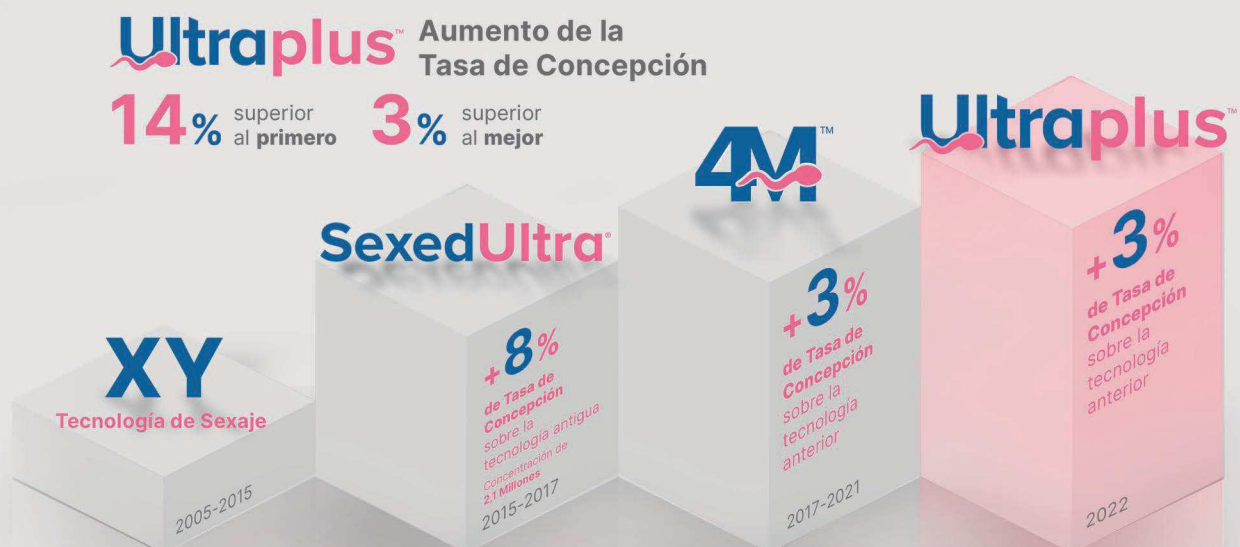 Ultraplus™
Aumento de la
Tasa de Concepción
14% superior
al primero
3% superior
al mejor
XY
Tecnología de Sexaje
2005-2015
SexedUltra®
+8%
de Tasa de
Concepción
sobre la
tecnología antigua
Concentración de
2,1 Millones
2015-2017
4M™
+3%
de Tasa de
Concepción
sobre la
tecnología
anterior
2017-2021
Ultraplus™
+3%
de Tasa de
Concepción
sobre la
tecnología
anterior
2022